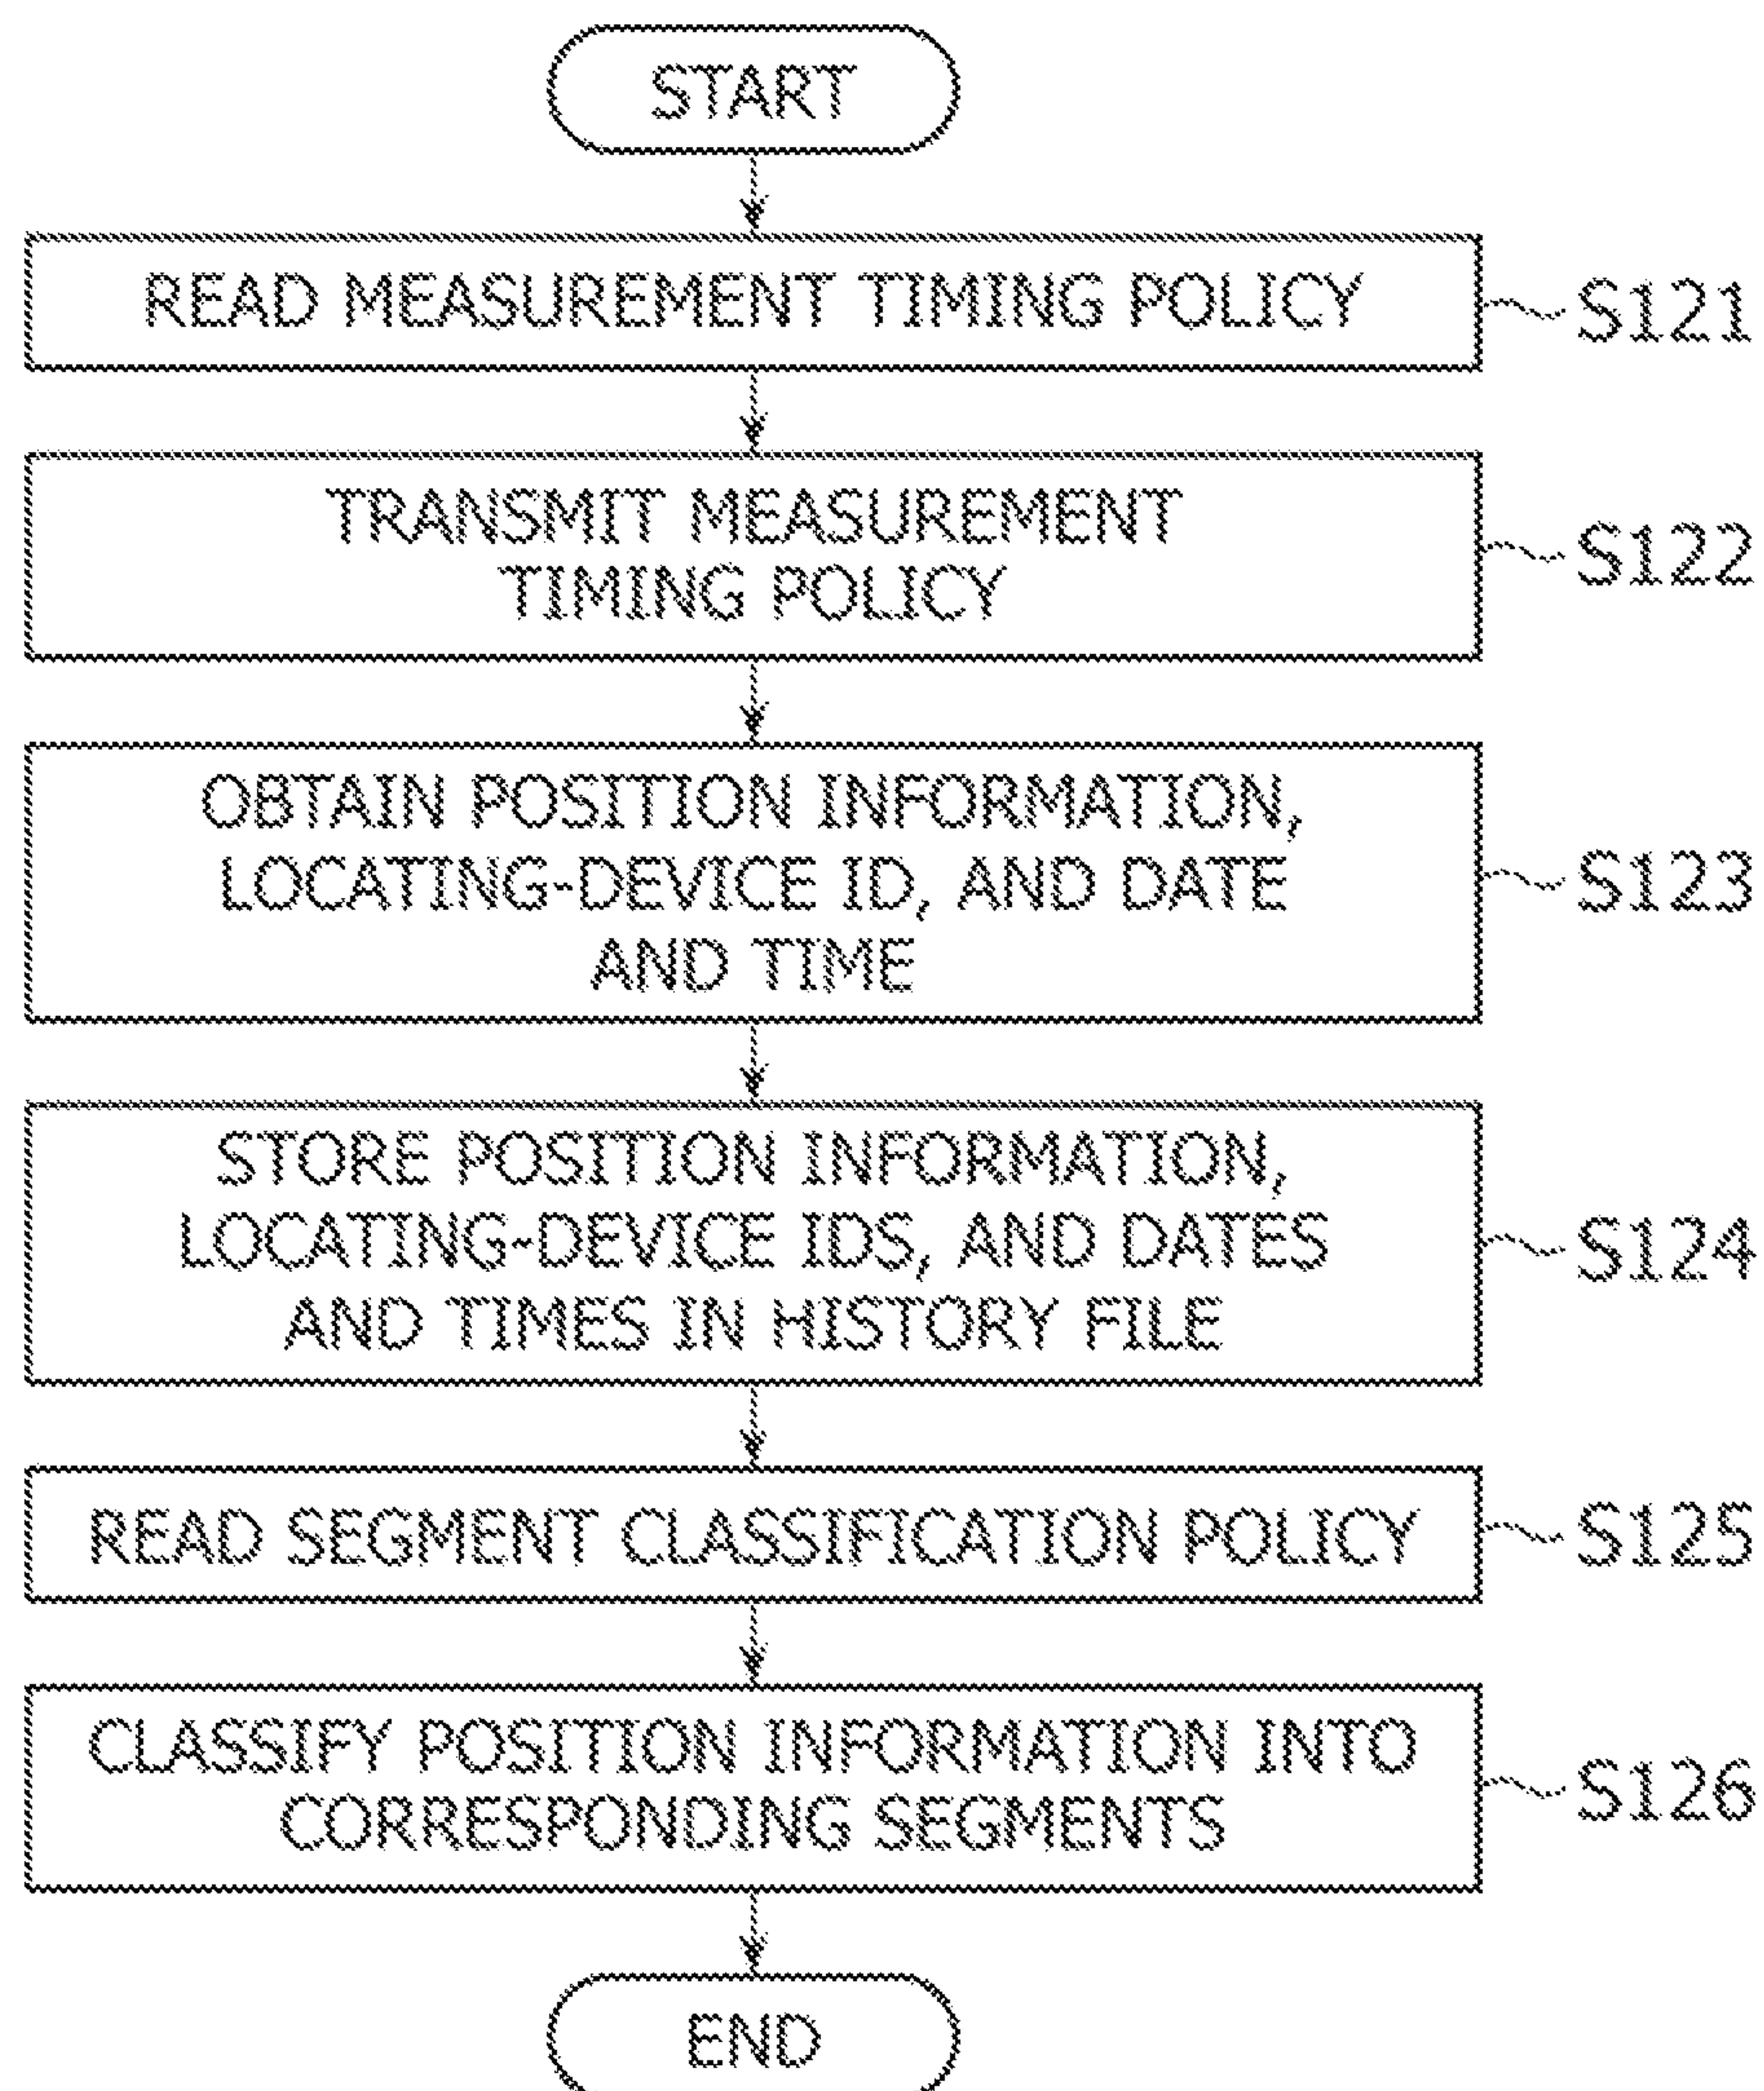 START
READ MEASUREMENT TIMING POLICY
S121
TRANSMIT MEASUREMENT
TIMING POLICY
S122
OBTAIN POSITION INFORMATION,
LOCATING-DEVICE ID, AND DATE
AND TIME
S123
STORE POSITION INFORMATION,
LOCATING-DEVICE IDS, AND DATES
AND TIMES IN HISTORY FILE
S124
READ SEGMENT CLASSIFICATION POLICY
S125
CLASSIFY POSITION INFORMATION INTO
CORRESPONDING SEGMENTS
S126
END